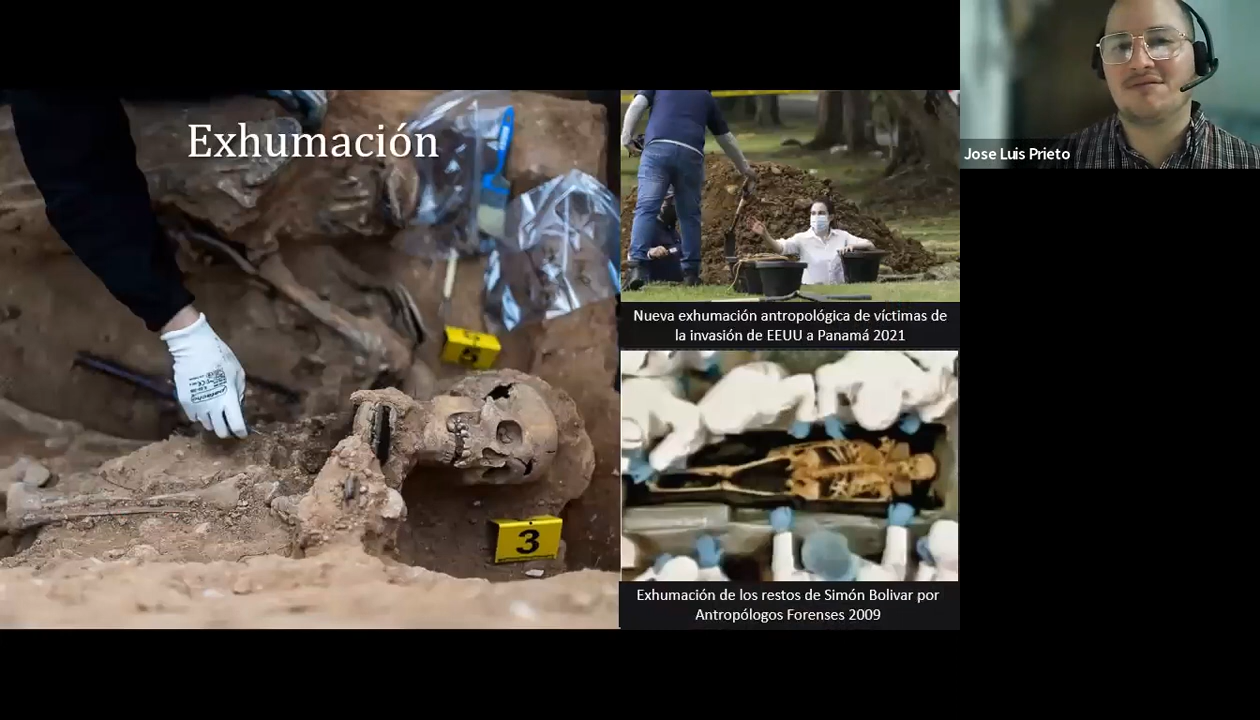 Exhumación
Nueva exhumación antropológica de víctimas de
la invasión de EEUU a Panamá 2021
Exhumación de los restos de Simón Bolivar por
Antropólogos Forenses 2009
Jose Luis Prieto
5
3